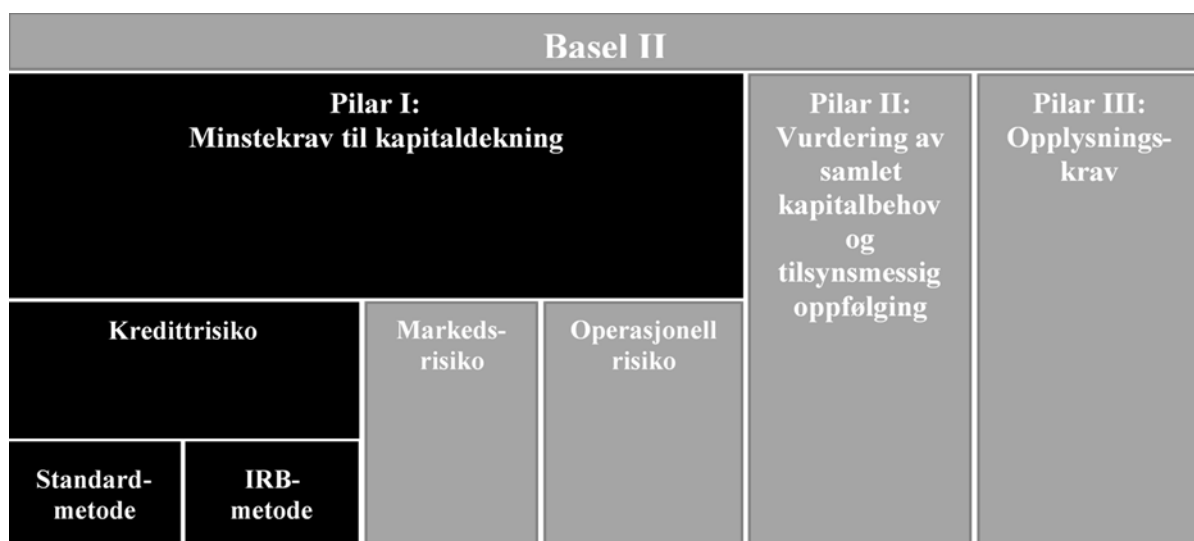 Basel II
Pilar I:
Minstekrav til kapitaldekning
Pilar II:
Vurdering av
samlet
kapitalbehov
og
tilsynsmessig
oppfølging
Pilar III:
Opplysnings-
krav
Kredittrisiko
Markeds-
risiko
Operasjonell
risiko
Standard-
metode
IRB-
metode